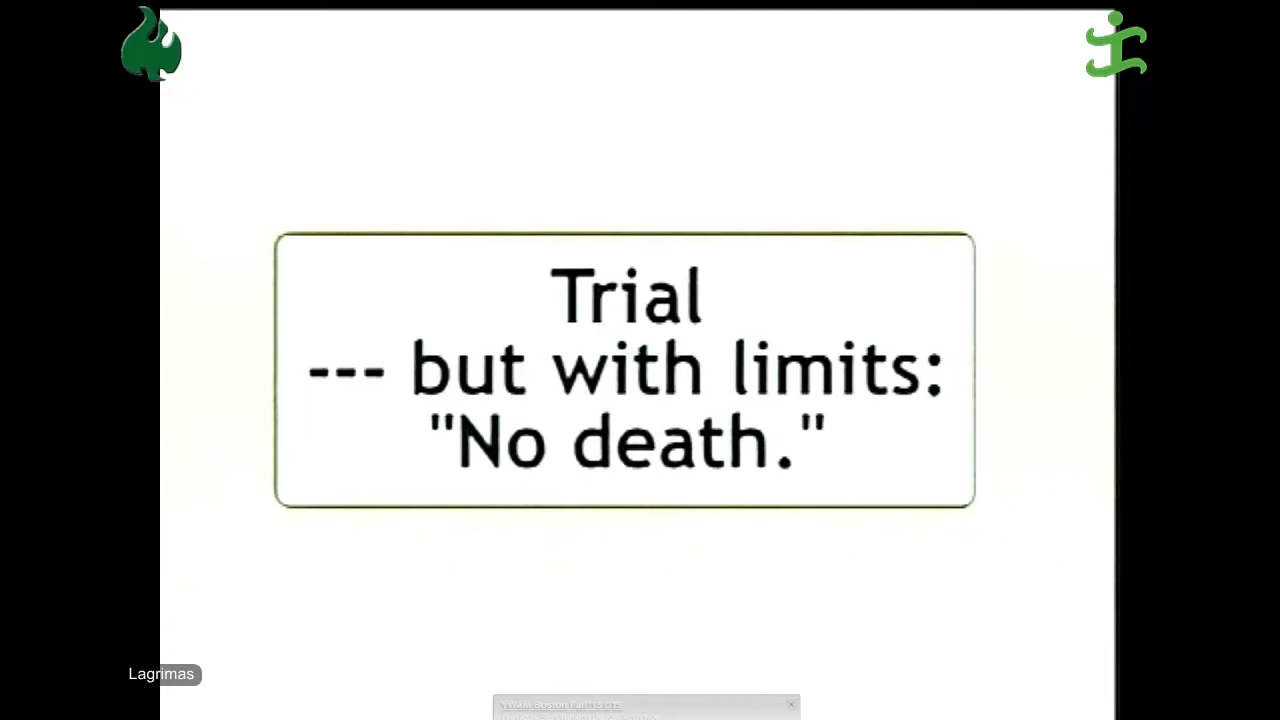 Trial
--- but with limits:
"No death."
Lagrimas